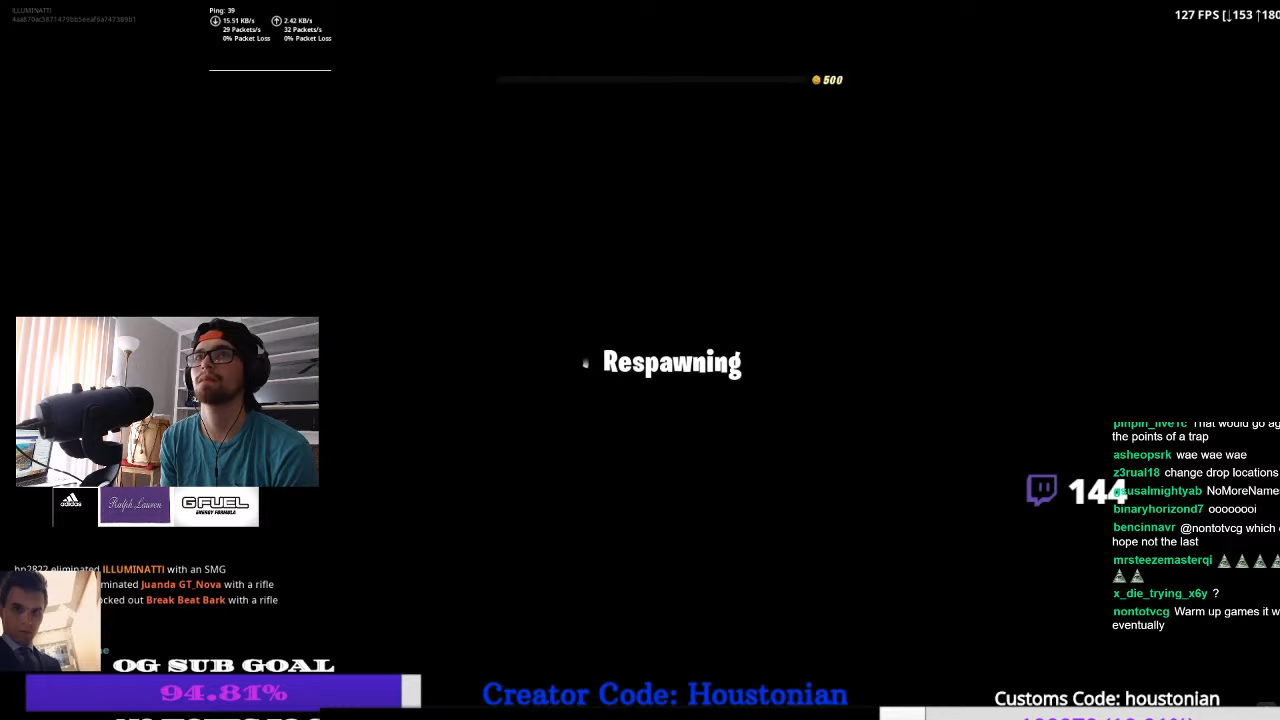 ILLUMINATTI
Ping: 39
15.51 KB/s 2.42 KB/s
29 Packets/s 32 Packets/s
0% Packet Loss 0% Packet Loss
127 FPS [↓153 ↑180
500
Respawning
adidas
Ralph Lauren
G FUEL
ENERGY FORMULA
144
the points of a trap
asheopsrk wae wae wae
z3rual18 change drop locations
gsusalmightyab NoMoreName
binaryhorizond7 oooooooi
bencinnavr @nontotvcg which
hope not the last
mrsteezemasterqi
x_die_trying_x6y ?
nontotvcg Warm up games it w
eventually
hp2822 eliminated ILLUMINATTI with an SMG
minated Juanda GT_Nova with a rifle
ocked out Break Beat Bark with a rifle
OG SUB GOAL
94.81%
Creator Code: Houstonian
Customs Code: houstonian